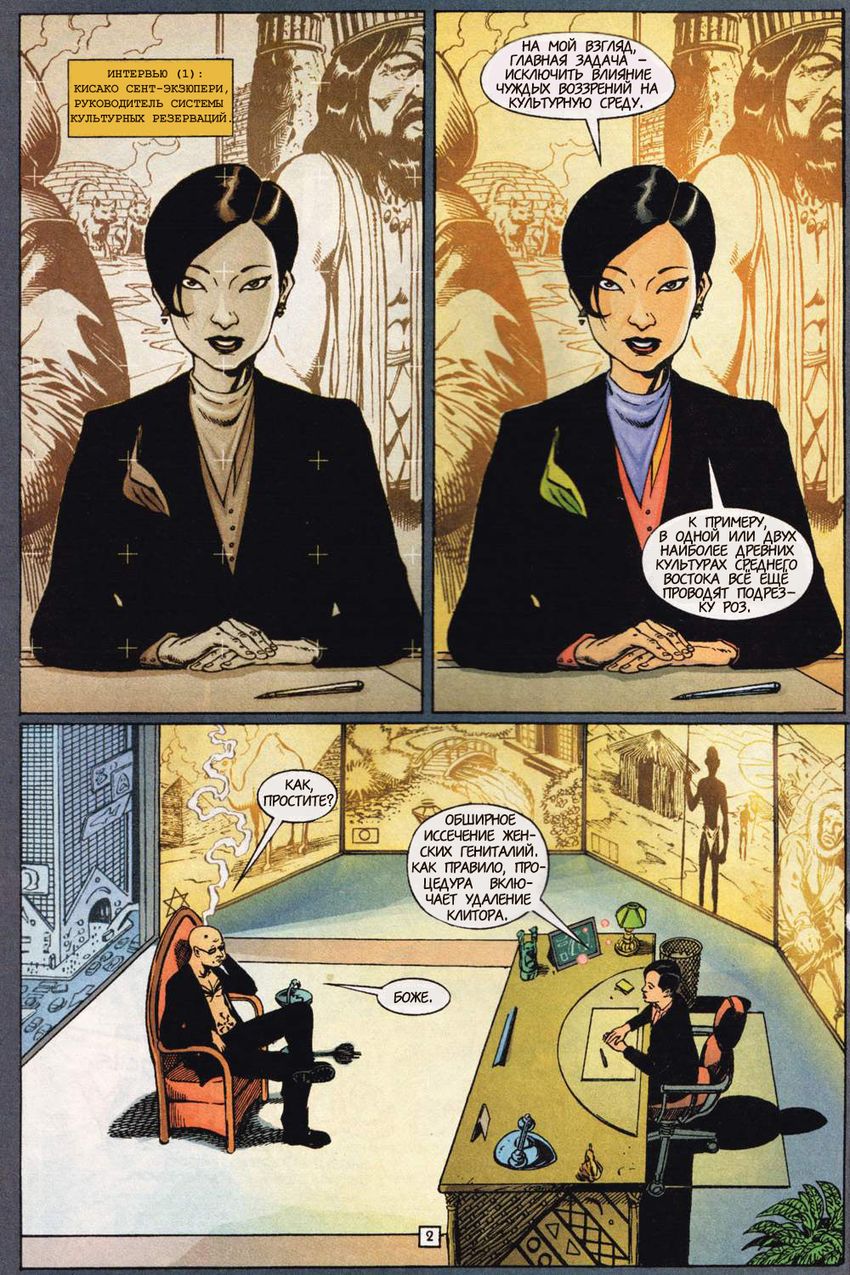 ИНТЕРВЬЮ (1):
КИСАКО СЕНТ-ЭКЗЮПЕРИ,
РУКОВОДИТЕЛЬ СИСТЕМЫ
КУЛЬТУРНЫХ РЕЗЕРВАЦИЙ.
НА МОЙ ВЗГЛЯД,
ГЛАВНАЯ ЗАДАЧА –
ИСКЛЮЧИТЬ ВЛИЯНИЕ
ЧУЖДЫХ ВОЗЗРЕНИЙ НА
КУЛЬТУРНУЮ СРЕДУ.
К ПРИМЕРУ,
В ОДНОЙ ИЛИ ДВУХ
НАИБОЛЕЕ ДРЕВНИХ
КУЛЬТУРАХ СРЕДНЕГО
ВОСТОКА ВСЁ ЕЩЁ
ПРОВОДЯТ ПОДРЕЗ-
КУ РОЗ.
КАК,
ПРОСТИТЕ?
ОБШИРНОЕ
ИССЕЧЕНИЕ ЖЕН-
СКИХ ГЕНИТАЛИЙ.
КАК ПРАВИЛО, ПРО-
ЦЕДУРА ВКЛЮ-
ЧАЕТ УДАЛЕНИЕ
КЛИТОРА.
БОЖЕ.
2